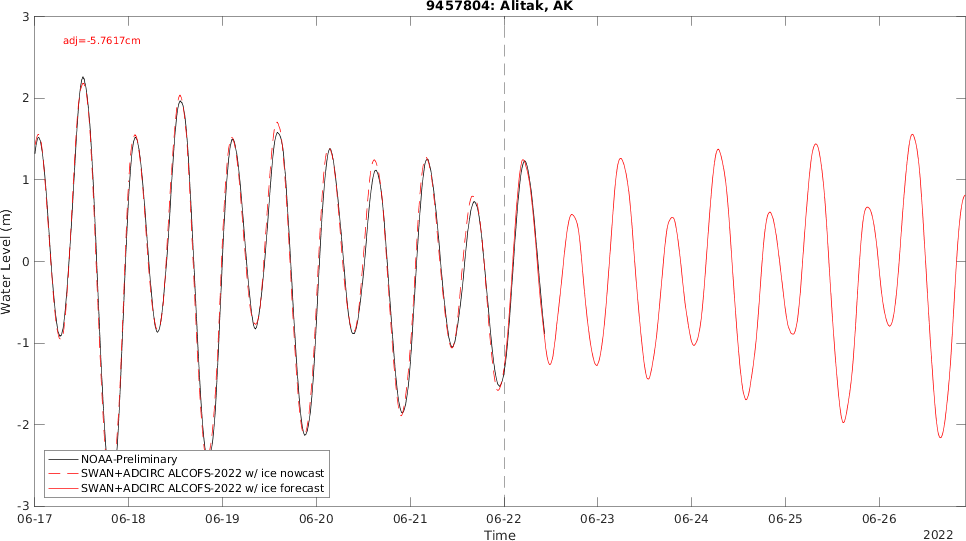 9457804: Alitak, AK
adj=-5.7617cm
3
2
1
0
-1
-2
-3
Water Level (m)
NOAA-Preliminary
SWAN+ADCIRC ALCOFS-2022 w/ ice nowcast
SWAN+ADCIRC ALCOFS-2022 w/ ice forecast
06-17 06-18 06-19 06-20 06-21 06-22 06-23 06-24 06-25 06-26
Time
2022